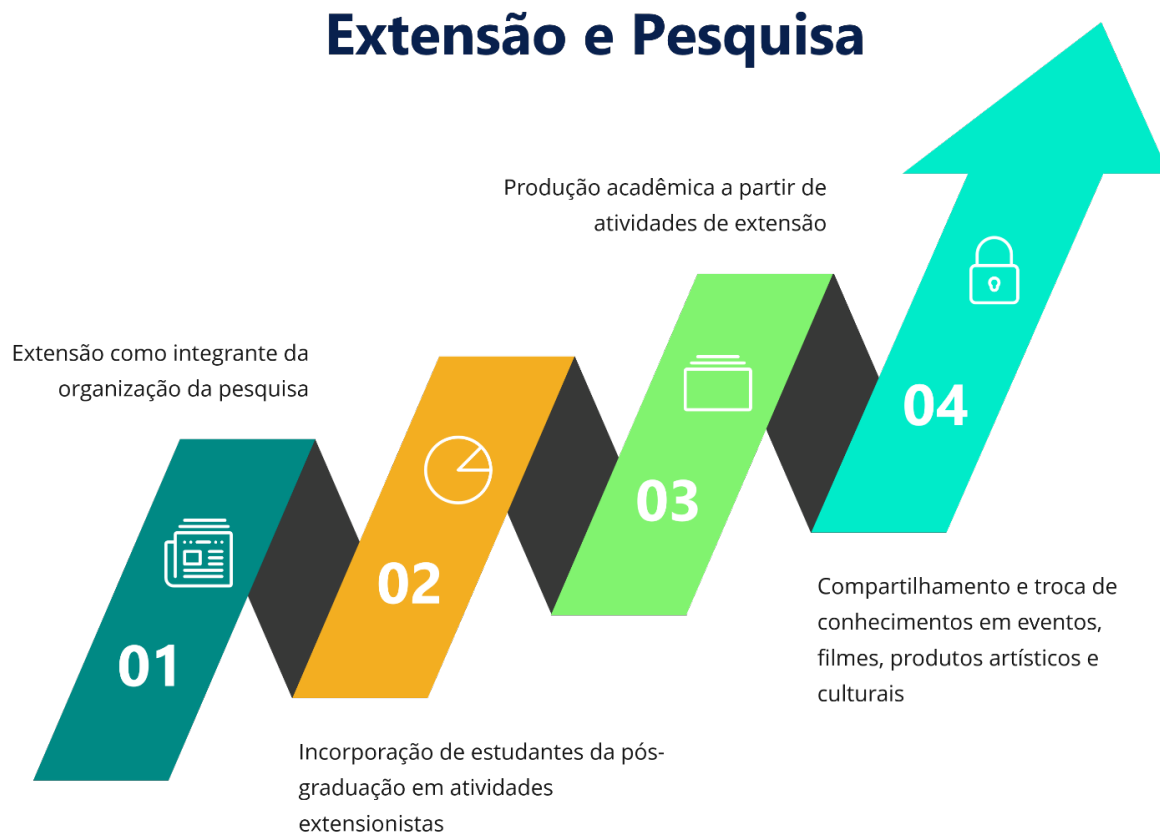 Extensão e Pesquisa
Extensão como integrante da
organização da pesquisa
01
02
Incorporação de estudantes da pós-
graduação em atividades
extensionistas
Produção acadêmica a partir de
atividades de extensão
03
04
Compartilhamento e troca de
conhecimentos em eventos,
filmes, produtos artísticos e
culturais